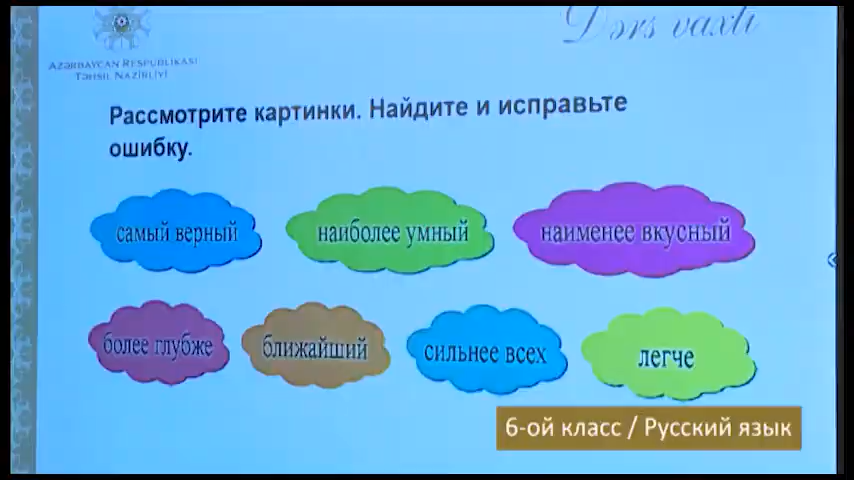 Dərs vaxtı
AZƏRBAYCAN RESPUBLİKASI
TƏHSİL NAZİRLİYİ
Рассмотрите картинки. Найдите и исправьте
ошибку.
самый верный
наиболее умный
наименее вкусный
более глубже
ближайший
сильнее всех
легче
6-ой класс / Русский язык